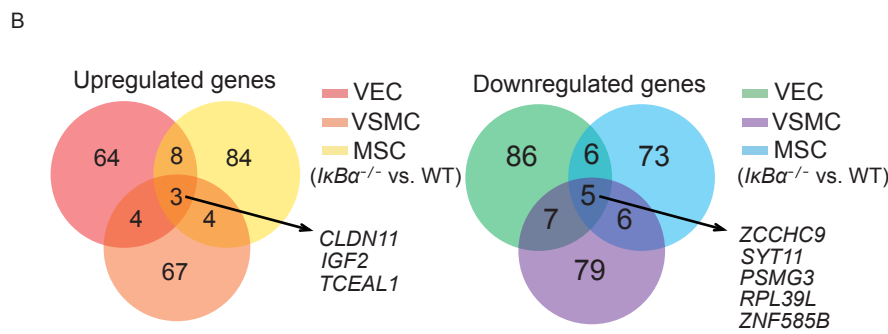 B
Upregulated genes
64
8
84
3
4
4
67
VEC
VSMC
MSC
(IκBα⁻/⁻ vs. WT)
CLDN11
IGF2
TCEAL1
Downregulated genes
86
6
73
5
7
6
79
VEC
VSMC
MSC
(IκBα⁻/⁻ vs. WT)
ZCCHC9
SYT11
PSMG3
RPL39L
ZNF585B